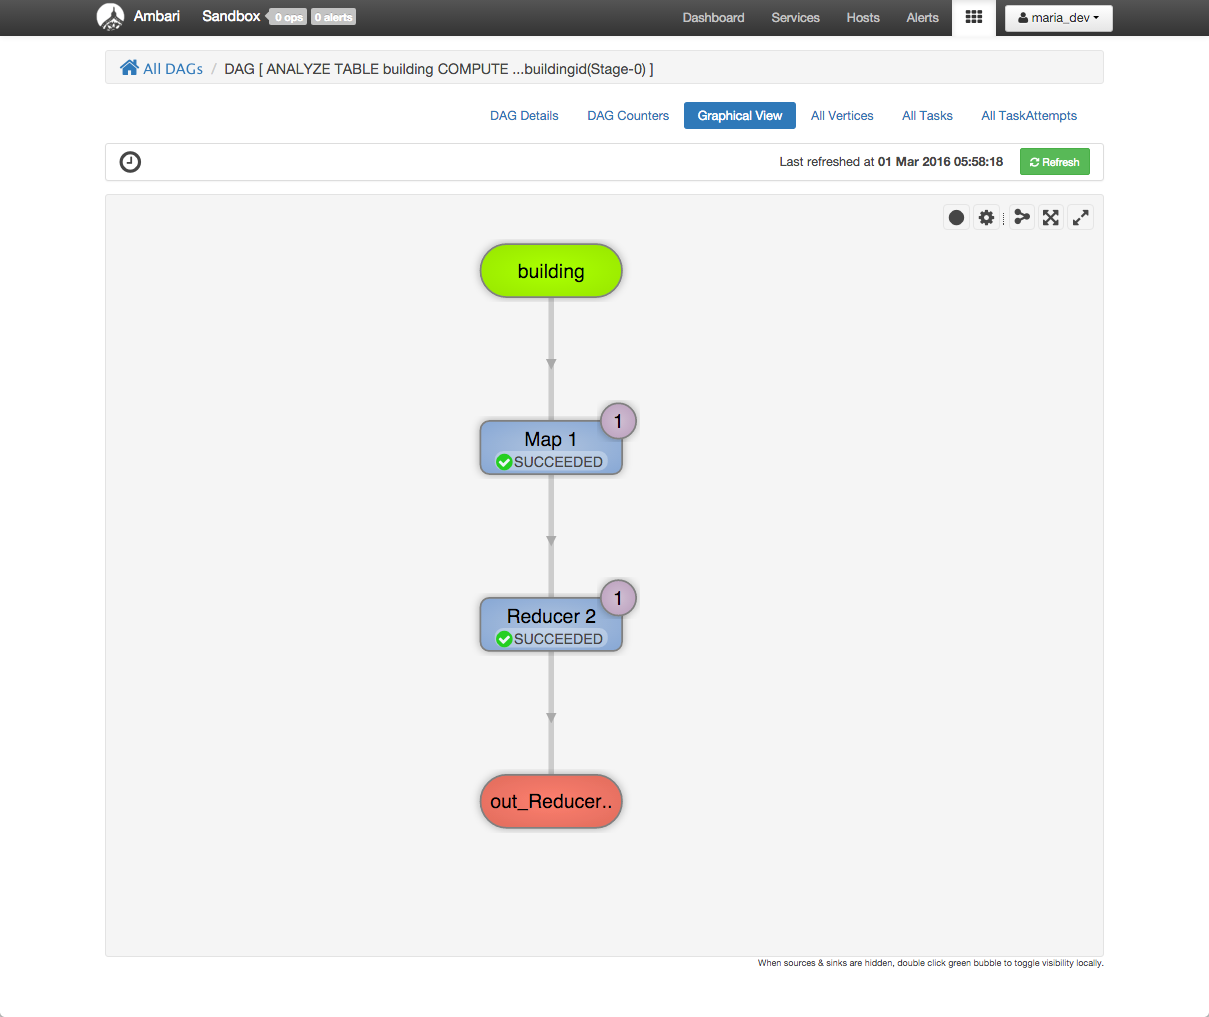 Ambari Sandbox 0 ops 0 alerts Dashboard Services Hosts Alerts maria_dev
All DAGs / DAG [ ANALYZE TABLE building COMPUTE ...buildingid(Stage-0) ]
DAG Details DAG Counters Graphical View All Vertices All Tasks All TaskAttempts
Last refreshed at 01 Mar 2016 05:58:18 Refresh
building
1
Map 1
SUCCEEDED
1
Reducer 2
SUCCEEDED
out_Reducer..
When sources & sinks are hidden, double click green bubble to toggle visibility locally.